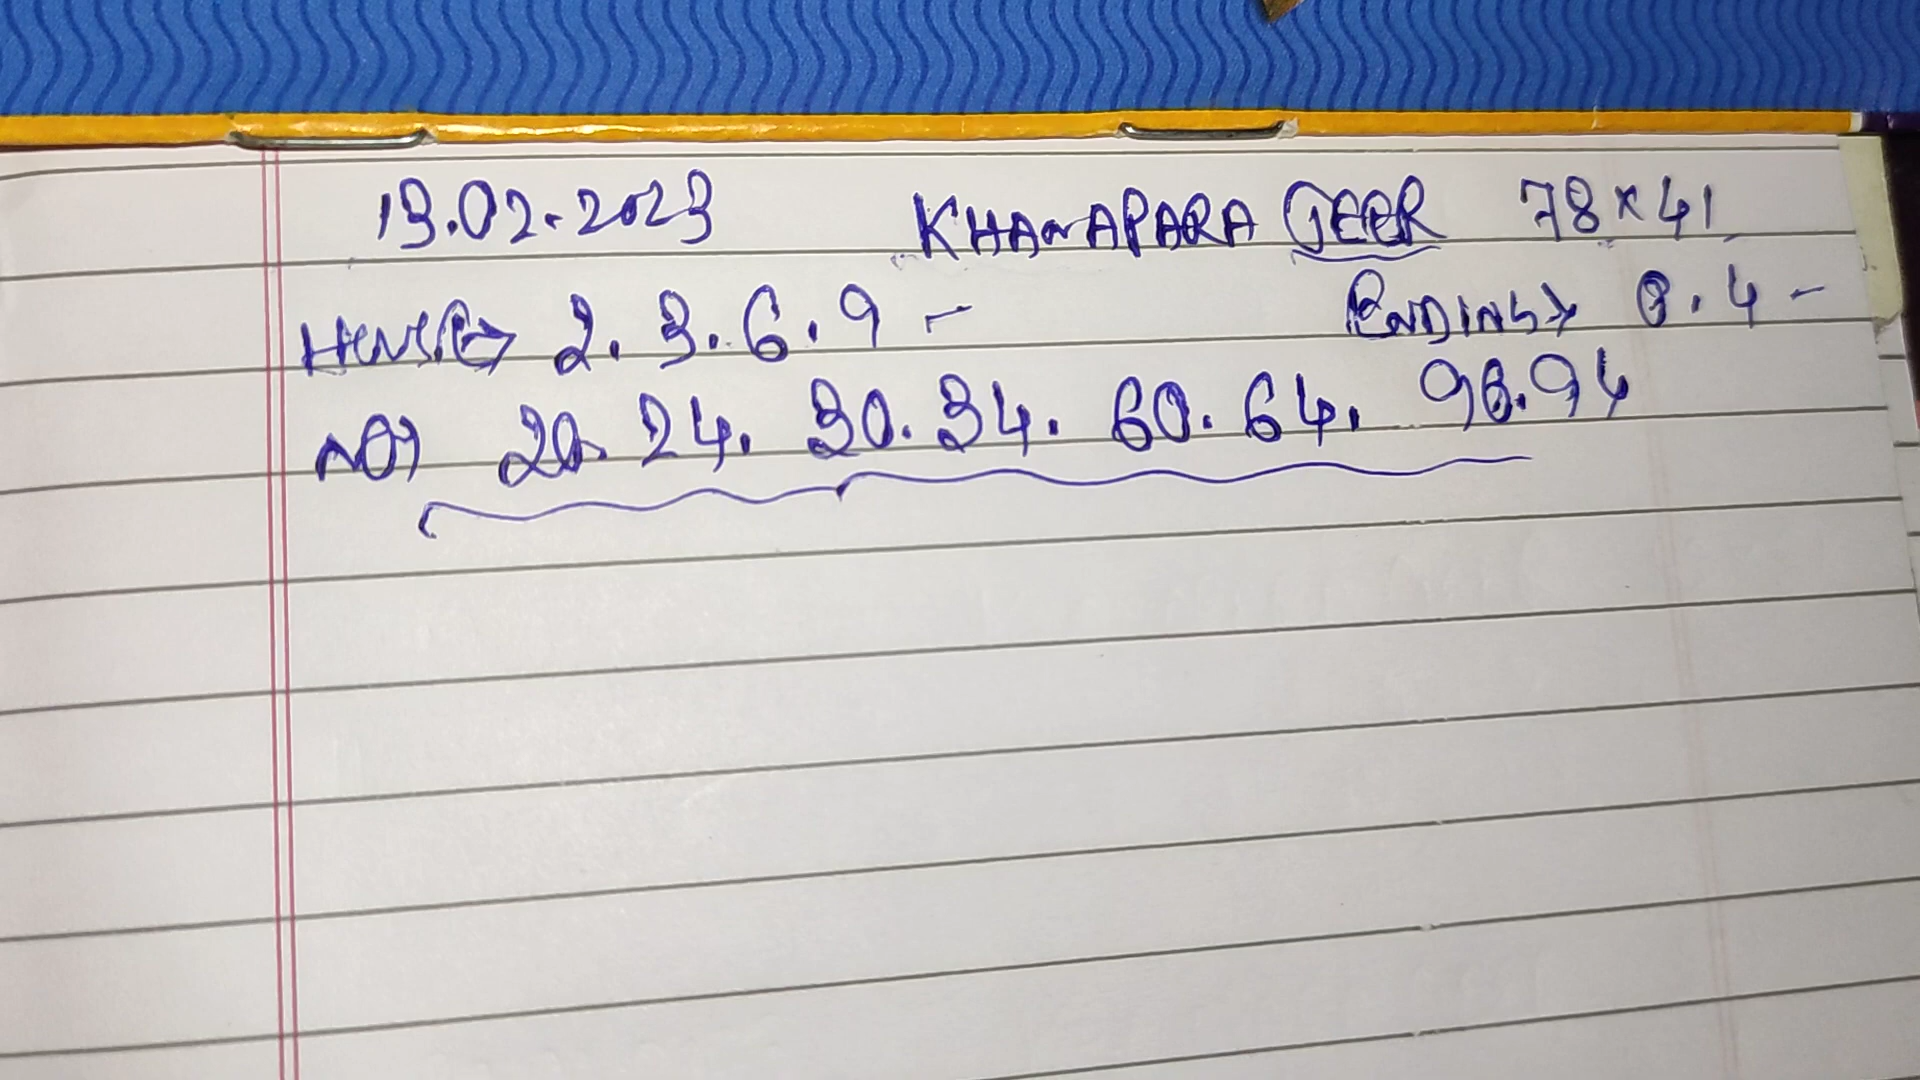 13.02.2023 KHANAPARA TEER 78×41
HOUSE→ 2.3.6.9 - ENDING→ 0.4 -
NO→ 20. 24. 30. 34. 60. 64. 90. 94